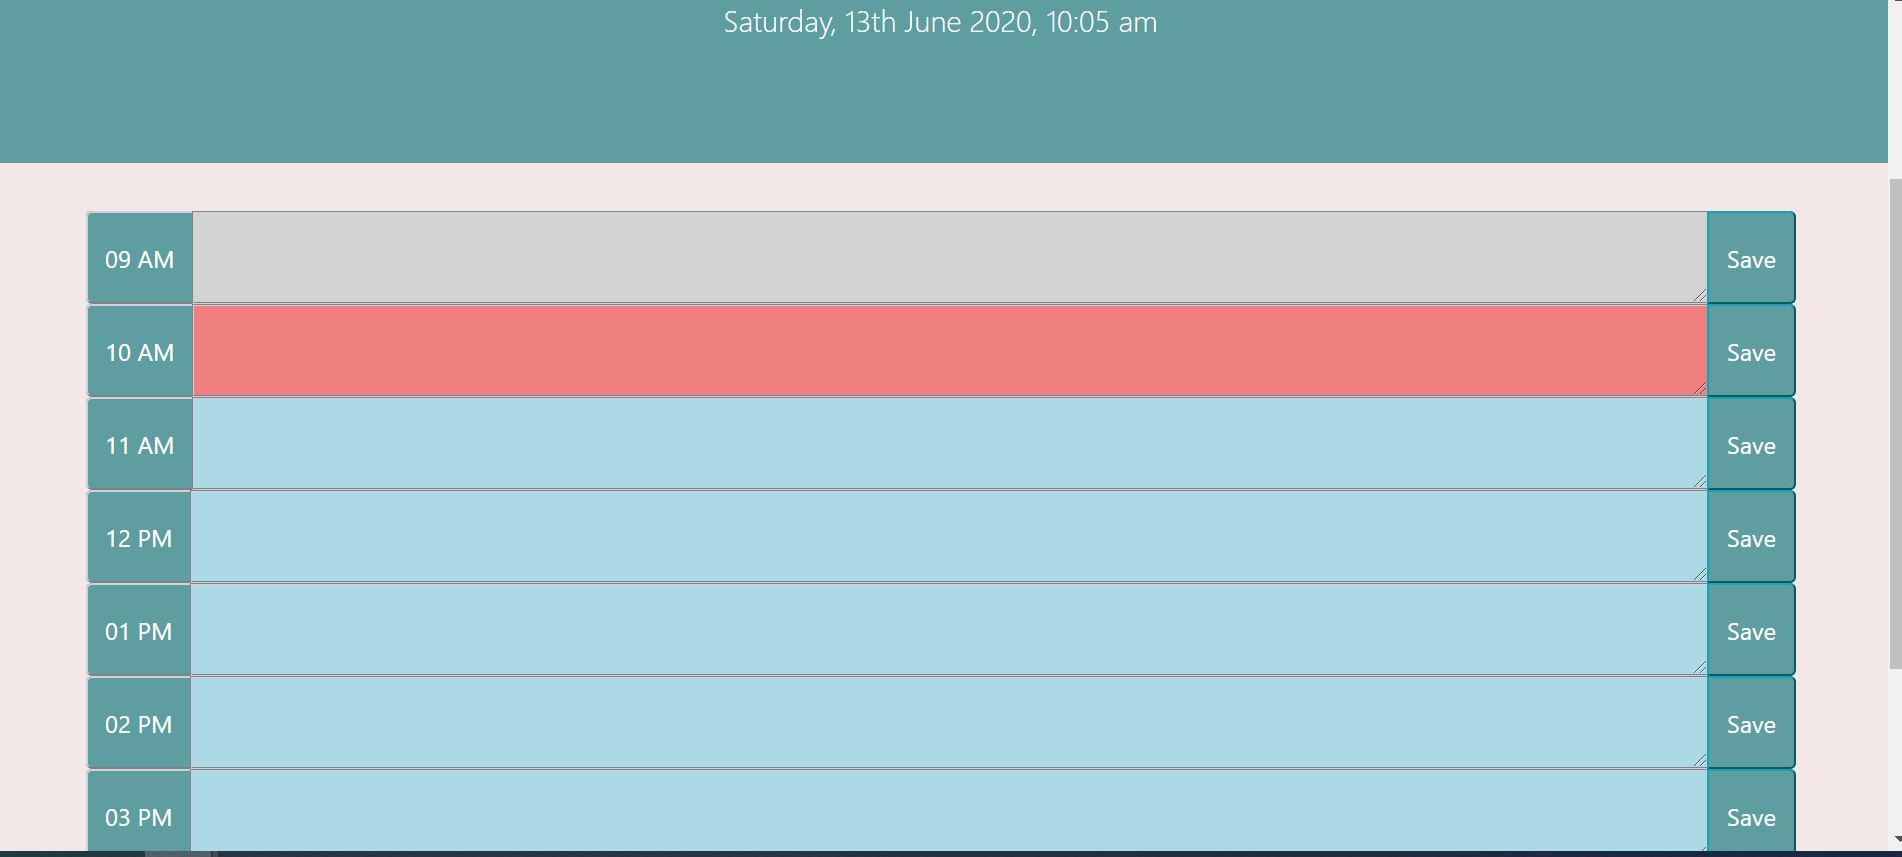 Saturday, 13th June 2020, 10:05 am
09 AM Save
10 AM Save
11 AM Save
12 PM Save
01 PM Save
02 PM Save
03 PM Save